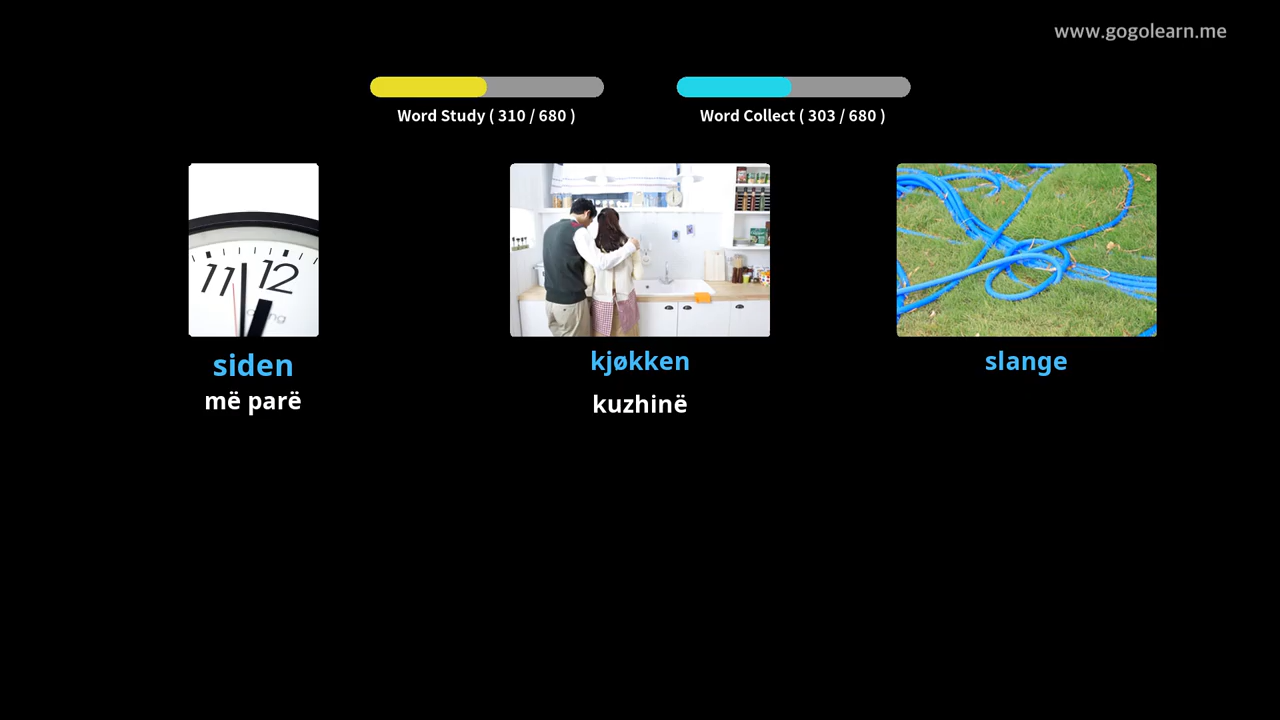 www.gogolearn.me
Word Study ( 310 / 680 )
Word Collect ( 303 / 680 )
11 12
siden
më parë
kjøkken
kuzhinë
slange